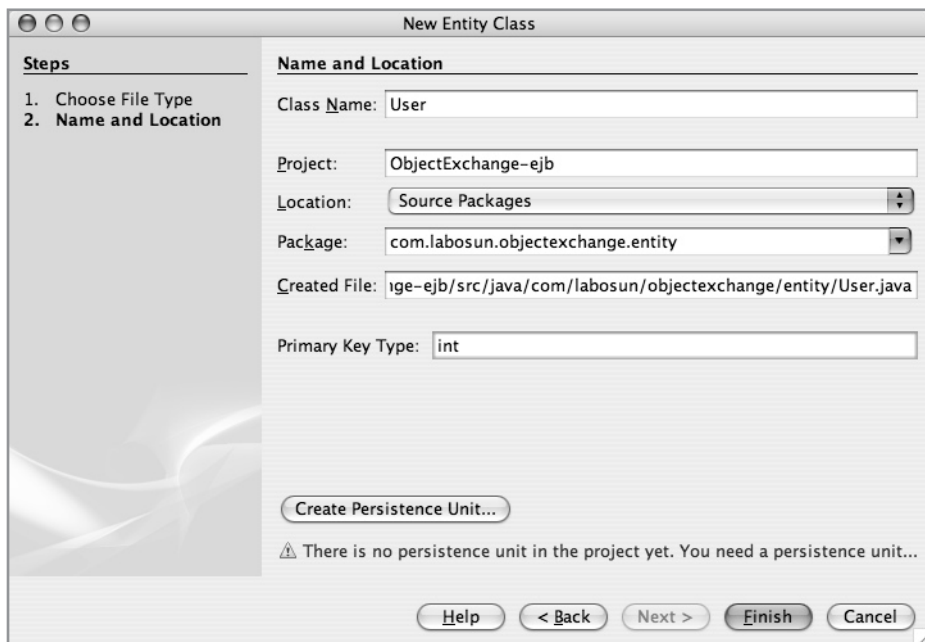 New Entity Class
Steps
1. Choose File Type
2. Name and Location
Name and Location
Class Name: User
Project: ObjectExchange-ejb
Location: Source Packages
Package: com.labosun.objectexchange.entity
Created File: nge-ejb/src/java/com/labosun/objectexchange/entity/User.java
Primary Key Type: int
Create Persistence Unit...
There is no persistence unit in the project yet. You need a persistence unit...
Help < Back Next > Finish Cancel